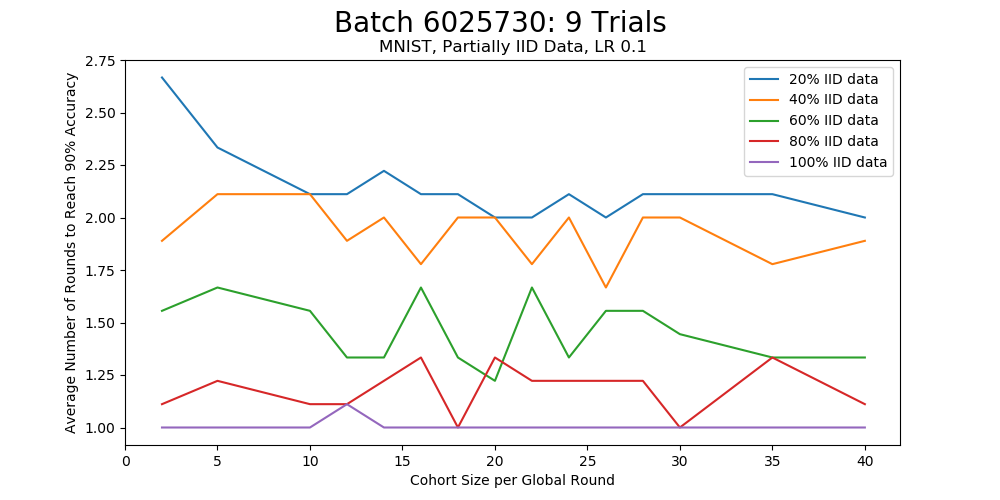 Batch 6025730: 9 Trials
MNIST, Partially IID Data, LR 0.1
Average Number of Rounds to Reach 90% Accuracy
2.75
2.50
2.25
2.00
1.75
1.50
1.25
1.00
20% IID data
40% IID data
60% IID data
80% IID data
100% IID data
0 5 10 15 20 25 30 35 40
Cohort Size per Global Round